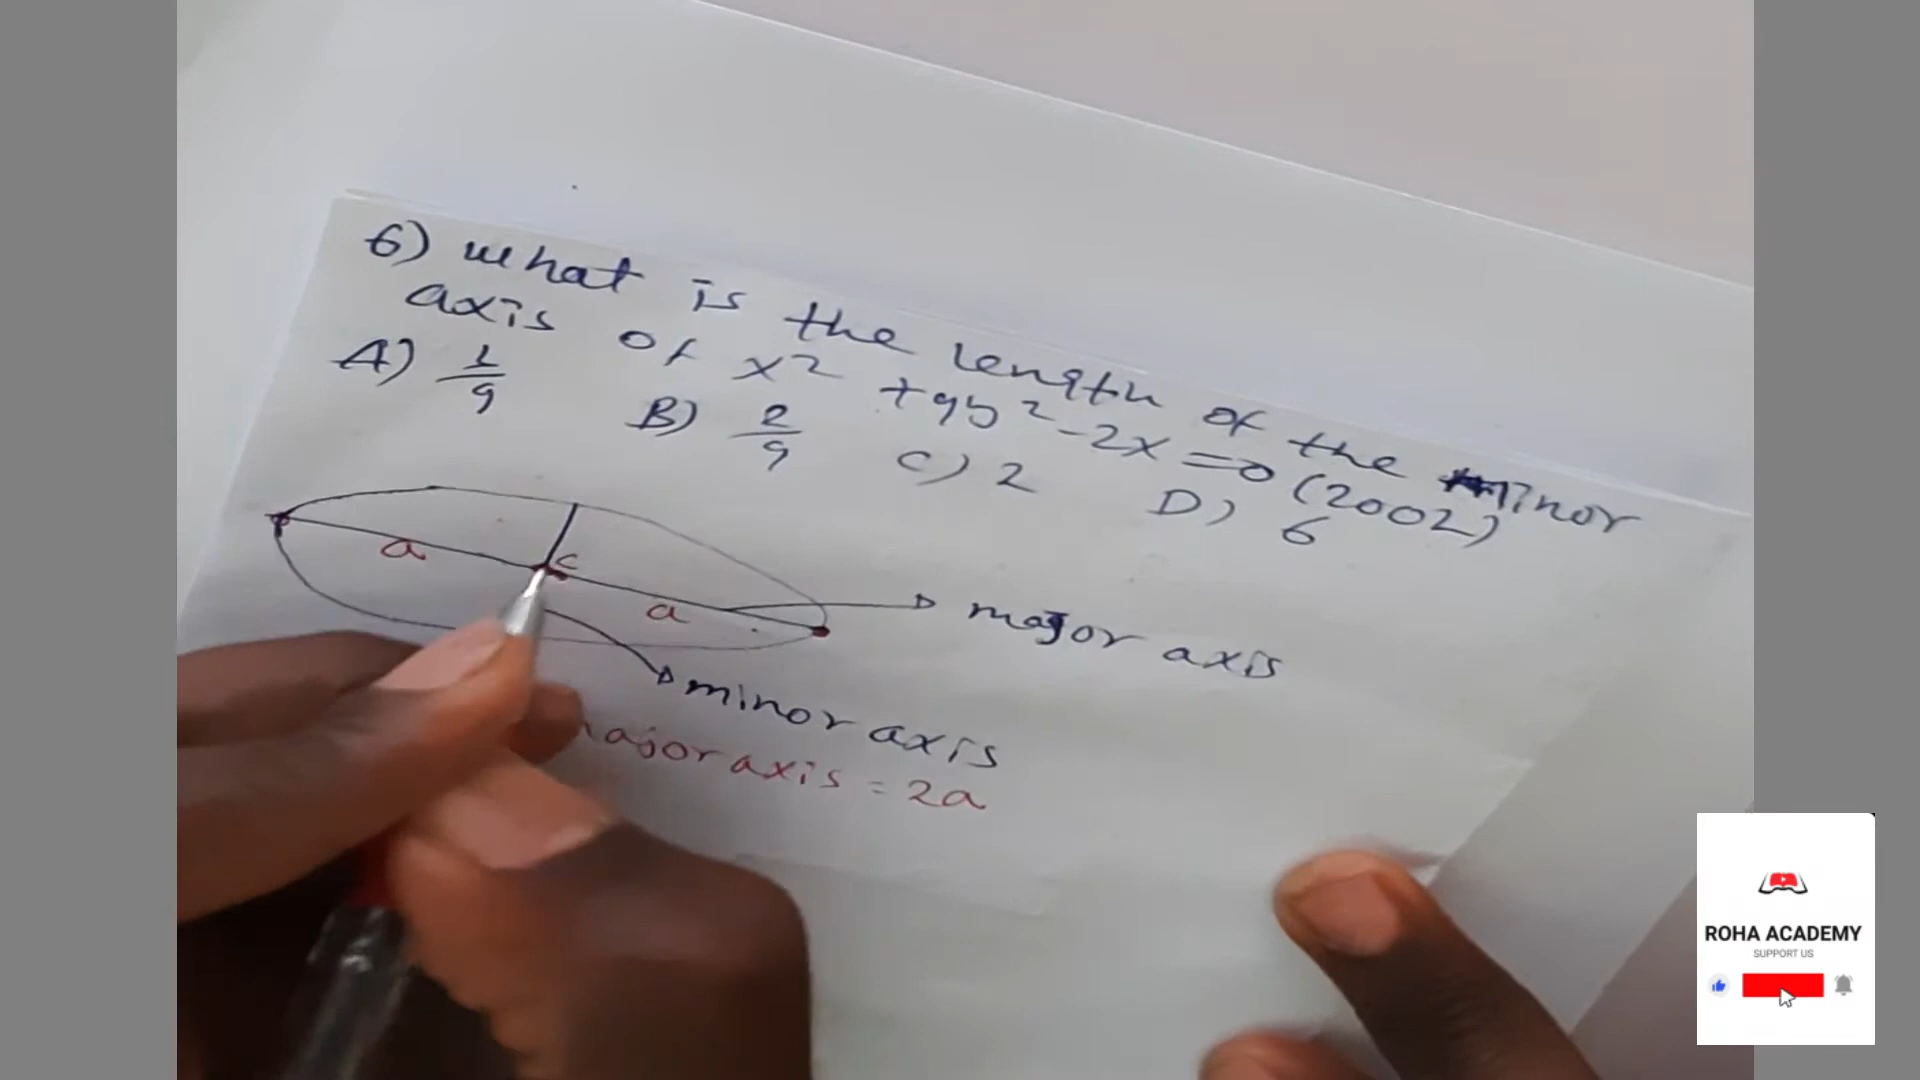 6) what is the length of the minor
axis of x² + 9y² - 2x = 0 (2002)
A) 1/9 B) 2/9 C) 2 D) 6
a c a
major axis
minor axis
major axis = 2a
ROHA ACADEMY
SUPPORT US